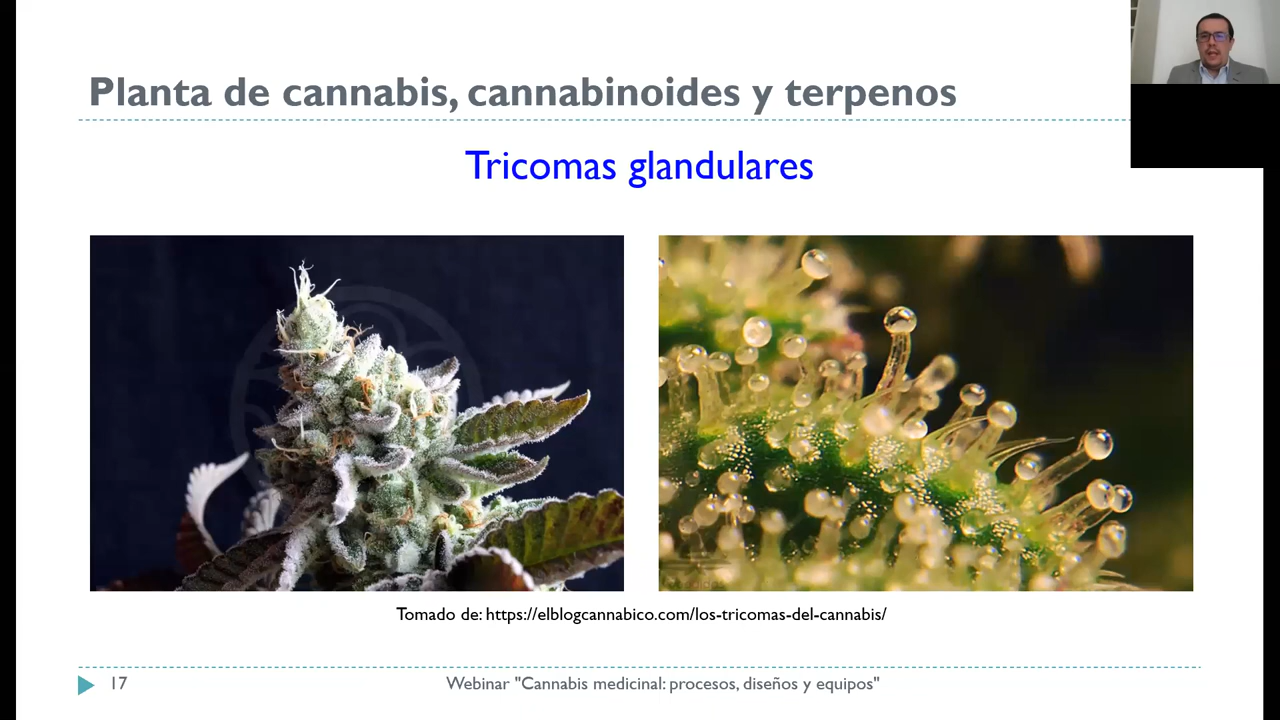 Planta de cannabis, cannabinoides y terpenos
Tricomas glandulares
Tomado de: https://elblogcannabico.com/los-tricomas-del-cannabis/
17
Webinar "Cannabis medicinal: procesos, diseños y equipos"